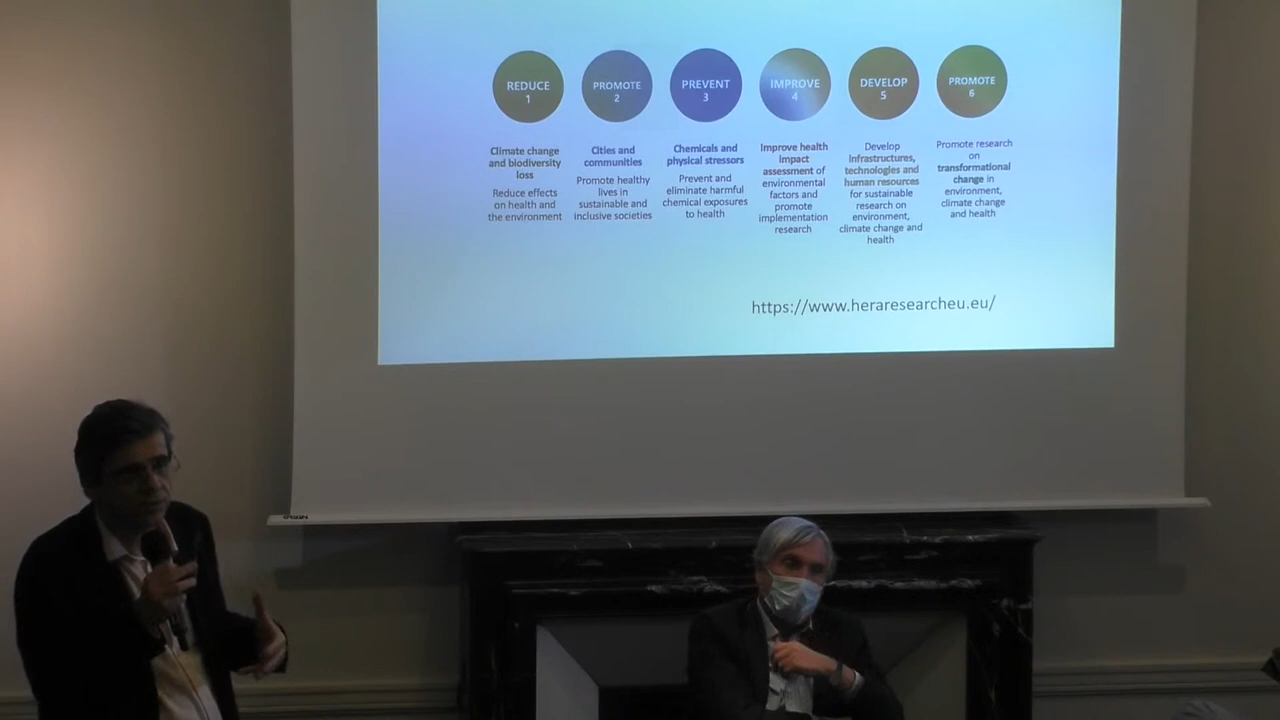 REDUCE
1
Climate change
and biodiversity
loss
Reduce effects
on health and
the environment
PROMOTE
2
Cities and
communities
Promote healthy
lives in
sustainable and
inclusive societies
PREVENT
3
Chemicals and
physical stressors
Prevent and
eliminate harmful
chemical exposures
to health
IMPROVE
4
Improve health
impact
assessment of
environmental
factors and
promote
implementation
research
DEVELOP
5
Develop
infrastructures,
technologies and
human resources
for sustainable
research on
environment,
climate change and
health
PROMOTE
6
Promote research
on
transformational
change in
environment,
climate change
and health
https://www.heraresearcheu.eu/